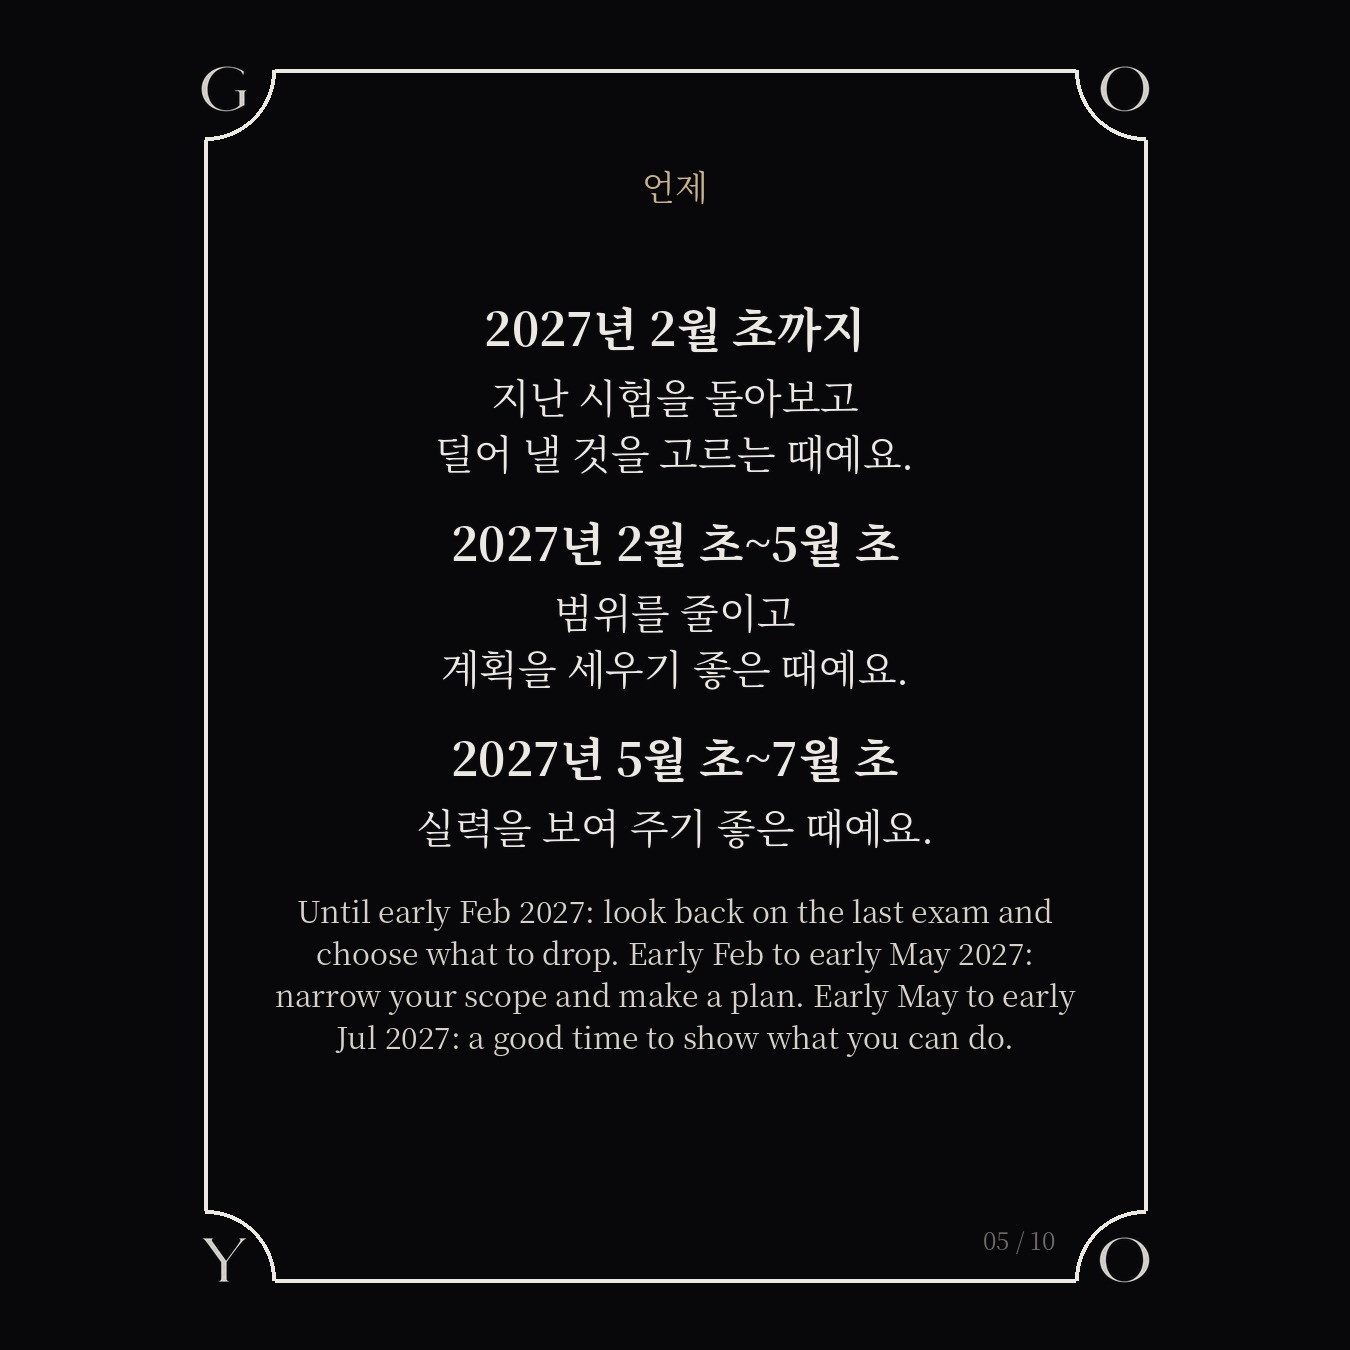 G O
언제
2027년 2월 초까지
지난 시험을 돌아보고
덜어 낼 것을 고르는 때예요.
2027년 2월 초~5월 초
범위를 줄이고
계획을 세우기 좋은 때예요.
2027년 5월 초~7월 초
실력을 보여 주기 좋은 때예요.
Until early Feb 2027: look back on the last exam and
choose what to drop. Early Feb to early May 2027:
narrow your scope and make a plan. Early May to early
Jul 2027: a good time to show what you can do.
05 / 10
Y O